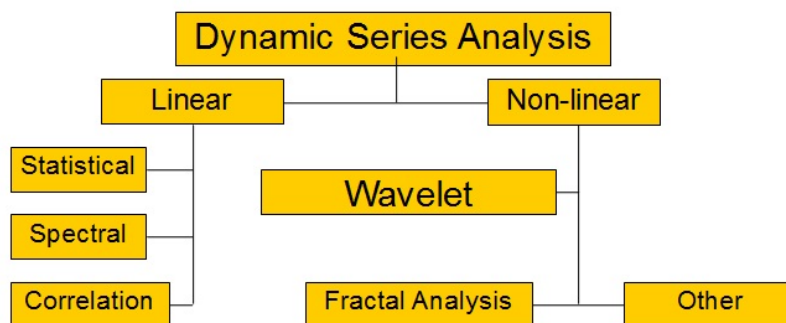 Dynamic Series Analysis
Linear
Non-linear
Statistical
Wavelet
Spectral
Correlation
Fractal Analysis
Other